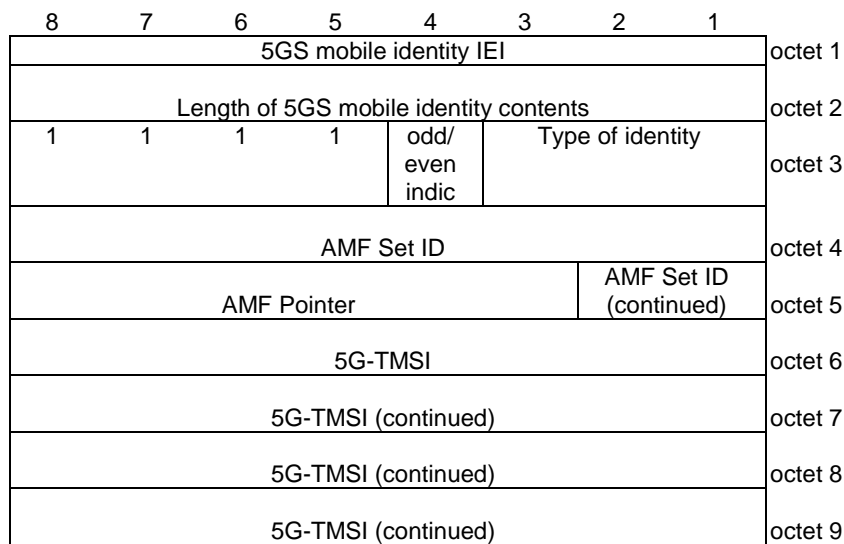 8 7 6 5 4 3 2 1
5GS mobile identity IEI octet 1
Length of 5GS mobile identity contents octet 2
1 1 1 1 odd/ Type of identity
even octet 3
indic
AMF Set ID octet 4
AMF Set ID
AMF Pointer (continued) octet 5
5G-TMSI octet 6
5G-TMSI (continued) octet 7
5G-TMSI (continued) octet 8
5G-TMSI (continued) octet 9